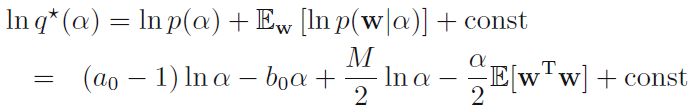 ln q⋆(α) = ln p(α) + 𝔼_w [ln p(w|α)] + const
= (a₀ − 1) ln α − b₀α + M/2 ln α − α/2 𝔼[wᵀw] + const